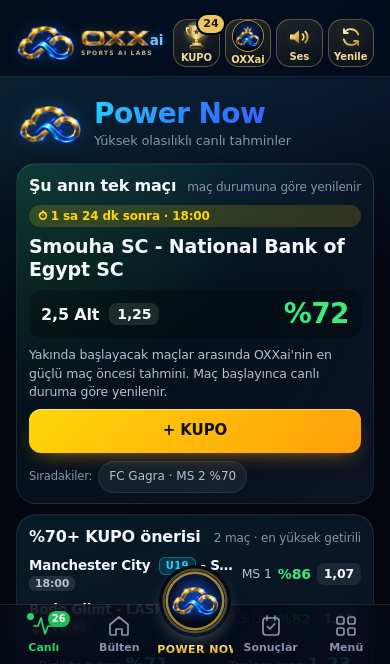 OXX ai
SPORTS AI LABS
24
KUPO
OXXai
Ses
Yenile
Power Now
Yüksek olasılıklı canlı tahminler
Şu anın tek maçı
maç durumuna göre yenilenir
1 sa 24 dk sonra · 18:00
Smouha SC - National Bank of
Egypt SC
2,5 Alt 1,25 %72
Yakında başlayacak maçlar arasında OXXai'nin en
güçlü maç öncesi tahmini. Maç başlayınca canlı
duruma göre yenilenir.
+ KUPO
Sıradakiler: FC Gagra · MS 2 %70
%70+ KUPO önerisi
2 maç · en yüksek getirili
Manchester City U19 - S...
MS 1 %86 1,07
18:00
26
Canlı
Bülten
POWER NOW
Sonuçlar
Menü